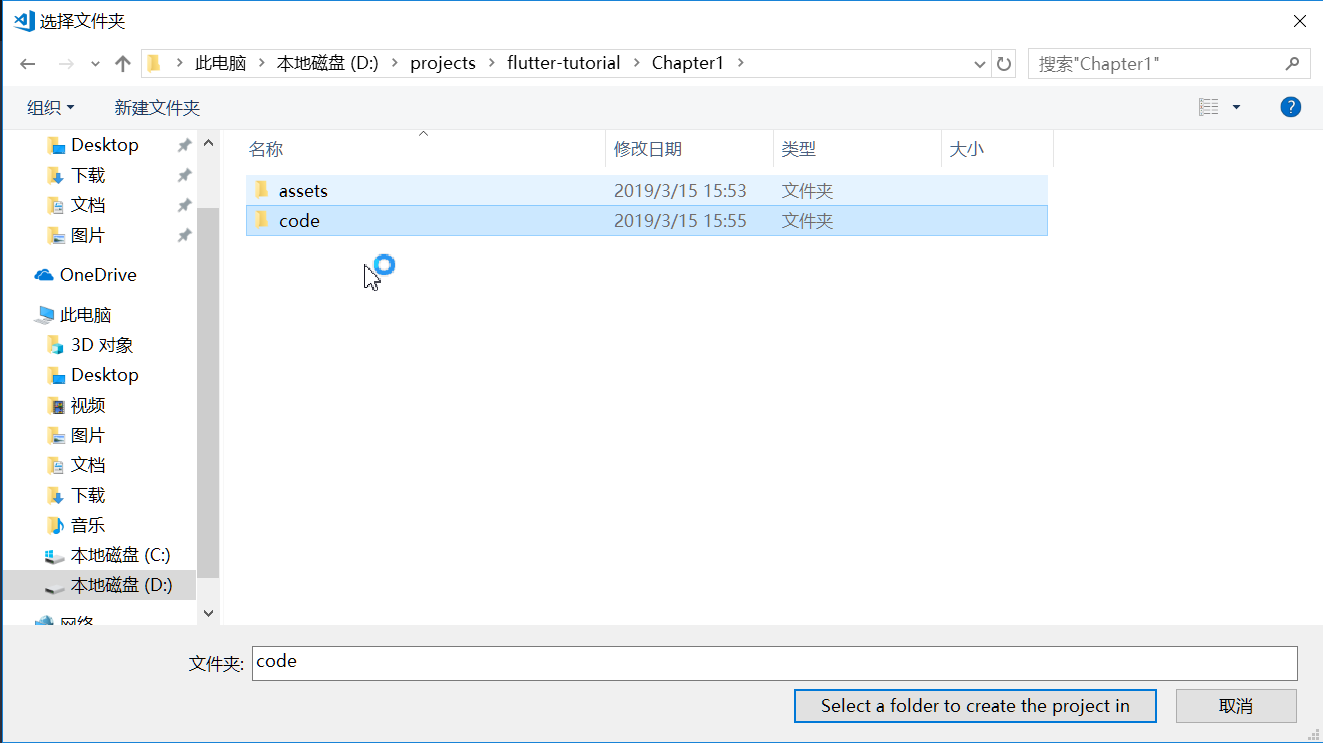 选择文件夹
此电脑 本地磁盘 (D:) projects flutter-tutorial Chapter1
搜索"Chapter1"
组织 新建文件夹
?
Desktop
下载
文档
图片
OneDrive
此电脑
3D 对象
Desktop
视频
图片
文档
下载
音乐
本地磁盘 (C:)
本地磁盘 (D:)
网络
名称 修改日期 类型 大小
assets 2019/3/15 15:53 文件夹
code 2019/3/15 15:55 文件夹
文件夹: code
Select a folder to create the project in 取消